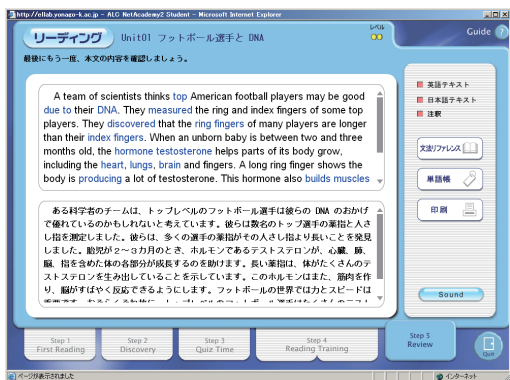 http://ellab.yonazo-k.ac.jp - ALC NetAcademy2 Student - Microsoft Internet Explorer
リーディング Unit01 フットボール選手と DNA
レベル
Guide ?
最後にもう一度、本文の内容を確認しましょう。
A team of scientists thinks top American football players may be good
due to their DNA. They measured the ring and index fingers of some top
players. They discovered that the ring fingers of many players are longer
than their index fingers. When an unborn baby is between two and three
months old, the hormone testosterone helps parts of its body grow,
including the heart, lungs, brain and fingers. A long ring finger shows the
body is producing a lot of testosterone. This hormone also builds muscles
ある科学者のチームは、トップレベルのフットボール選手は彼らの DNA のおかげ
で優れているのかもしれないと考えています。彼らは数名のトップ選手の薬指と人さ
し指を測定しました。彼らは、多くの選手の薬指がその人さし指より長いことを発見
しました。胎児が2~3カ月のとき、ホルモンであるテストステロンが、心臓、肺、
脳、指を含めた体の各部分が成長するのを助けます。長い薬指は、体がたくさんのテ
ストステロンを生み出していることを示しています。このホルモンはまた、筋肉を作
り、脳がすばやく反応できるようにします。フットボールの世界では力とスピードは
英語テキスト
日本語テキスト
注釈
文法リファレンス
単語帳
印刷
Sound
Step 1
First Reading
Step 2
Discovery
Step 3
Quiz Time
Step 4
Reading Training
Step 5
Review
Quit
ページが表示されました
インターネット